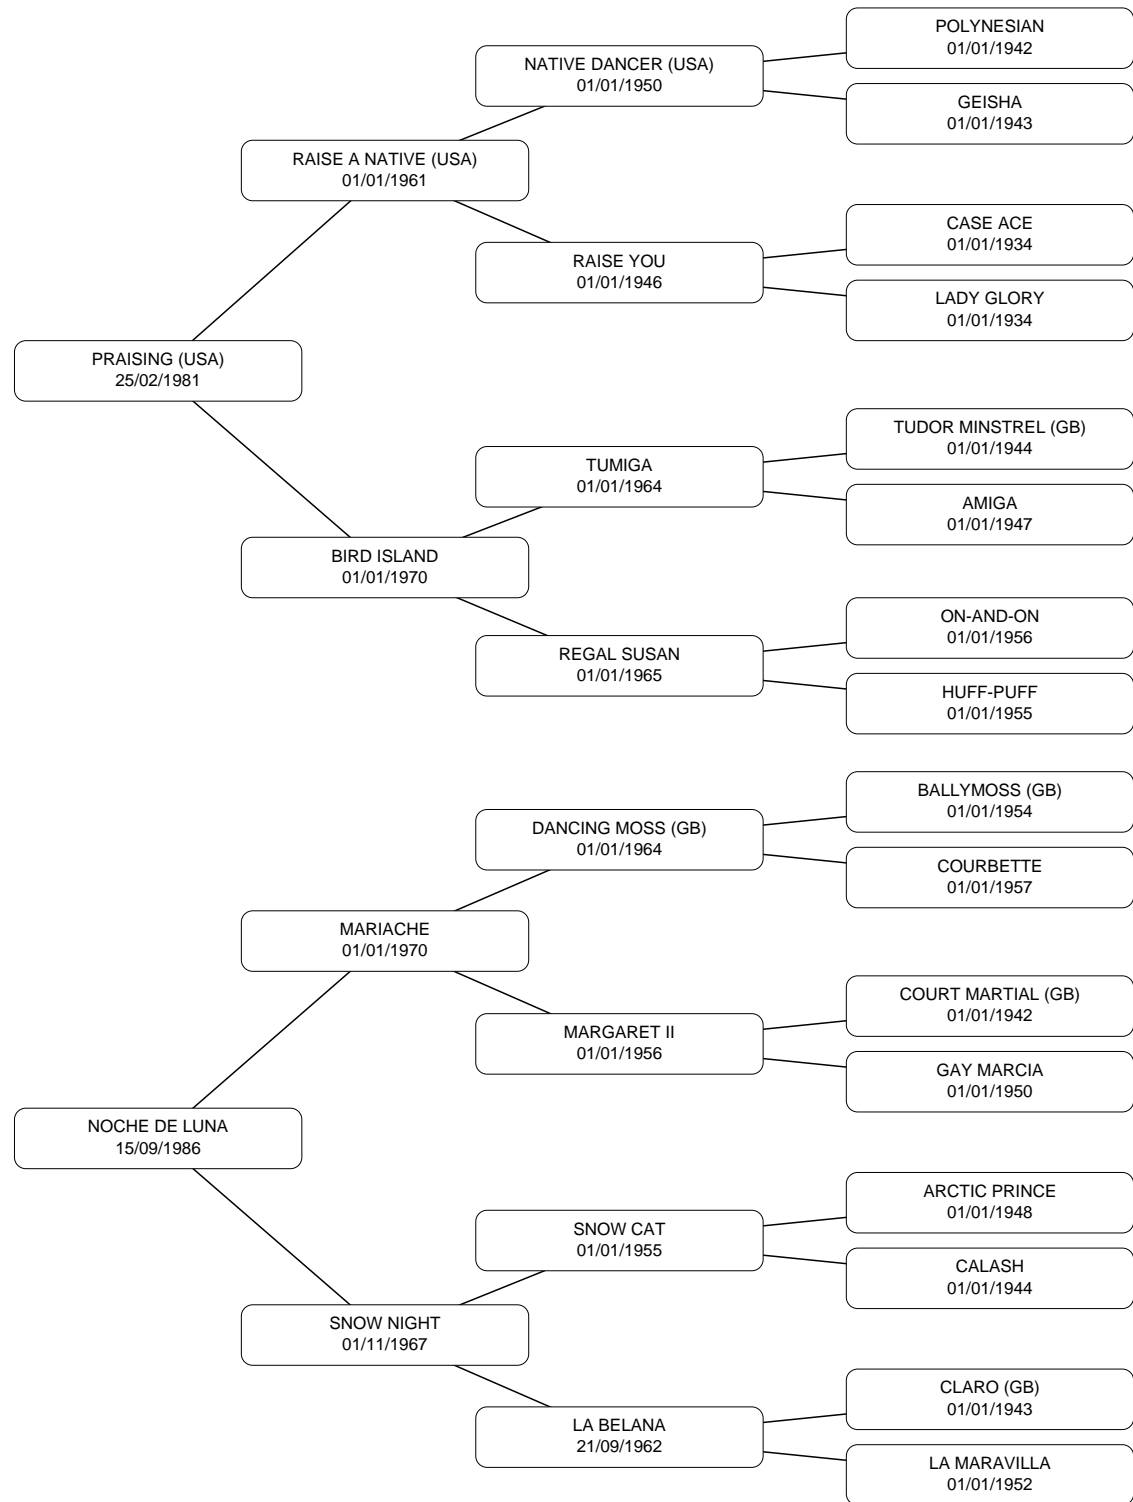 POLYNESIAN
01/01/1942
NATIVE DANCER (USA)
01/01/1950
GEISHA
01/01/1943
RAISE A NATIVE (USA)
01/01/1961
CASE ACE
01/01/1934
RAISE YOU
01/01/1946
LADY GLORY
01/01/1934
PRAISING (USA)
25/02/1981
TUDOR MINSTREL (GB)
01/01/1944
TUMIGA
01/01/1964
AMIGA
01/01/1947
BIRD ISLAND
01/01/1970
ON-AND-ON
01/01/1956
REGAL SUSAN
01/01/1965
HUFF-PUFF
01/01/1955
BALLYMOSS (GB)
01/01/1954
DANCING MOSS (GB)
01/01/1964
COURBETTE
01/01/1957
MARIACHE
01/01/1970
COURT MARTIAL (GB)
01/01/1942
MARGARET II
01/01/1956
GAY MARCIA
01/01/1950
NOCHE DE LUNA
15/09/1986
ARCTIC PRINCE
01/01/1948
SNOW CAT
01/01/1955
CALASH
01/01/1944
SNOW NIGHT
01/11/1967
CLARO (GB)
01/01/1943
LA BELANA
21/09/1962
LA MARAVILLA
01/01/1952